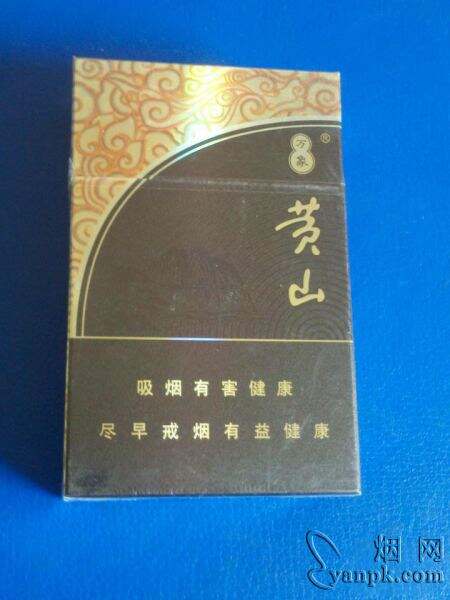 万象
®
黄山
吸烟有害健康
尽早戒烟有益健康
烟网
yanpk.com